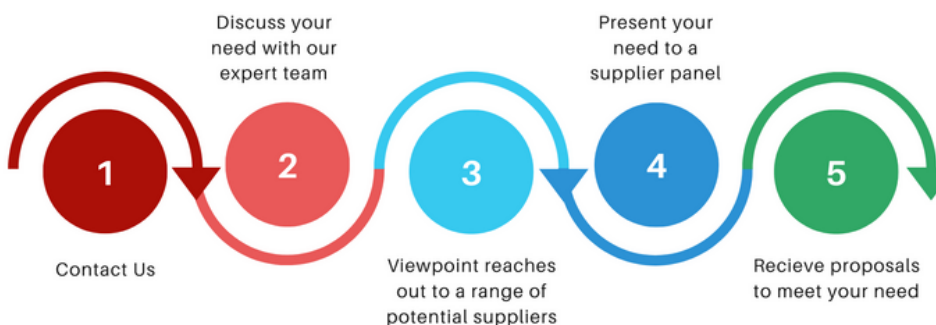 1
Contact Us
2
Discuss your
need with our
expert team
3
Viewpoint reaches
out to a range of
potential suppliers
4
Present your
need to a
supplier panel
5
Recieve proposals
to meet your need